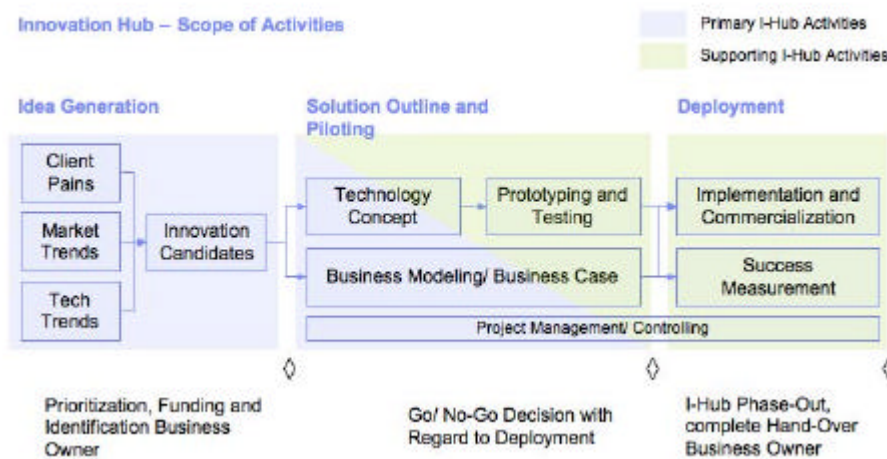 Innovation Hub – Scope of Activities
Primary I-Hub Activities
Supporting I-Hub Activities
Idea Generation
Solution Outline and
Piloting
Deployment
Client
Pains
Market
Trends
Tech
Trends
Innovation
Candidates
Technology
Concept
Prototyping and
Testing
Business Modeling/ Business Case
Implementation and
Commercialization
Success
Measurement
Project Management/ Controlling
Prioritization, Funding and
Identification Business
Owner
Go/ No-Go Decision with
Regard to Deployment
I-Hub Phase-Out,
complete Hand-Over
Business Owner